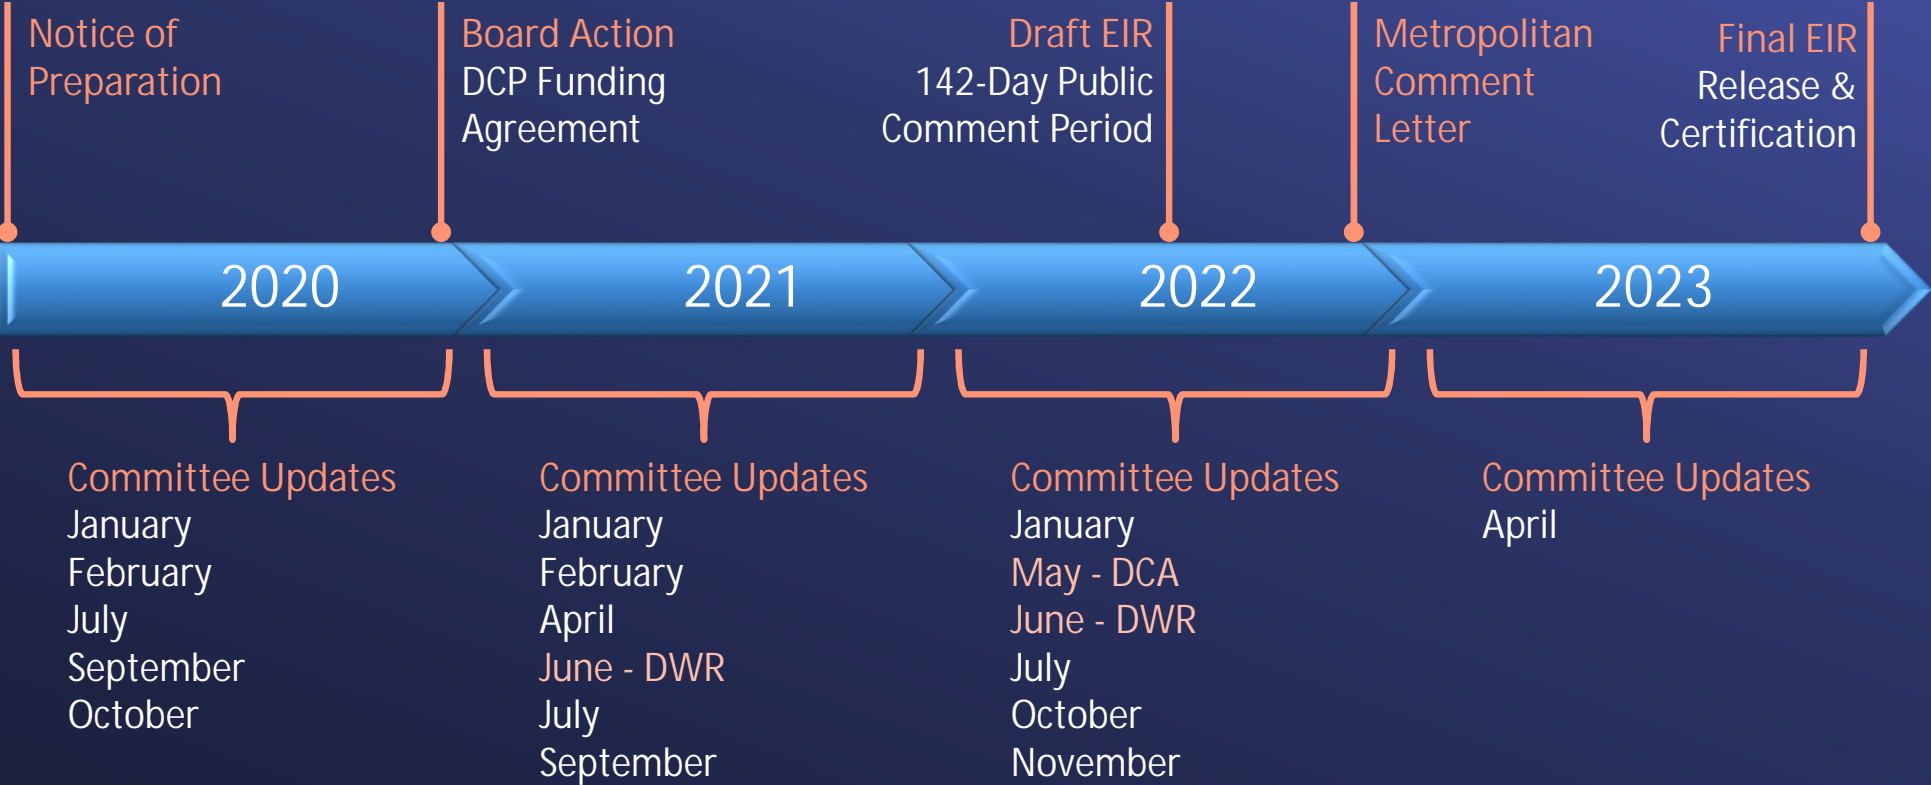 Notice of
Preparation
Board Action
DCP Funding
Agreement
Draft EIR
142-Day Public
Comment Period
Metropolitan
Comment
Letter
Final EIR
Release &
Certification
2020
2021
2022
2023
Committee Updates
January
February
July
September
October
Committee Updates
January
February
April
June - DWR
July
September
Committee Updates
January
May - DCA
June - DWR
July
October
November
Committee Updates
April